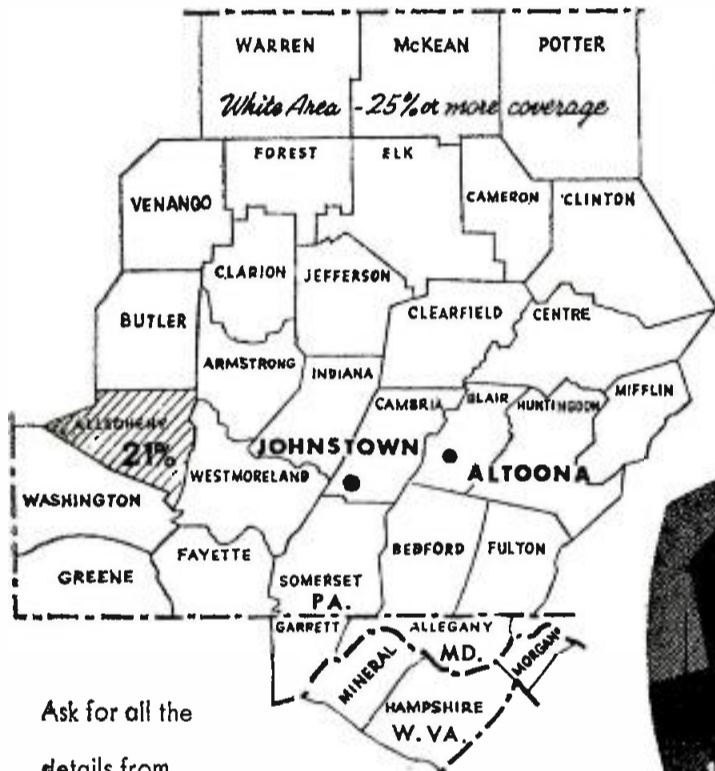 WARREN McKEAN POTTER
White Area - 25% or more coverage
FOREST ELK
VENANGO CAMERON CLINTON
CLARION JEFFERSON
BUTLER CLEARFIELD CENTRE
ARMSTRONG INDIANA
CAMBRIA BLAIR HUNTINGDON MIFFLIN
ALLEGHENY
21% JOHNSTOWN
WESTMORELAND ALTOONA
WASHINGTON
FAYETTE BEDFORD FULTON
GREENE SOMERSET
PA.
GARRETT ALLEGANY
MD. MORGAN
MINERAL
HAMPSHIRE
W. VA.
Ask for all the
details from